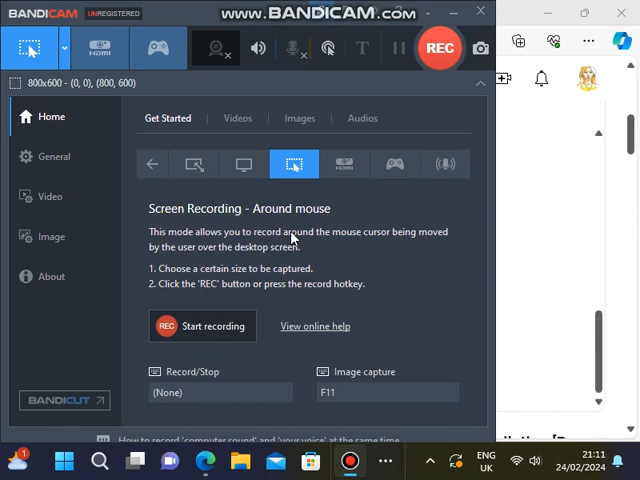 BANDICAM UNREGISTERED
www.BANDICAM.com
HDMI
T
REC
800x600 - (0, 0), (800, 600)
Home
General
Video
Image
About
BANDICUT
Get Started Videos Images Audios
HDMI
Screen Recording - Around mouse
This mode allows you to record around the mouse cursor being moved
by the user over the desktop screen.
1. Choose a certain size to be captured.
2. Click the 'REC' button or press the record hotkey.
REC Start recording
View online help
Record/Stop Image capture
(None) F11
How to record 'computer sound' and 'your voice' at the same time
1
ENG
UK
21:11
24/02/2024